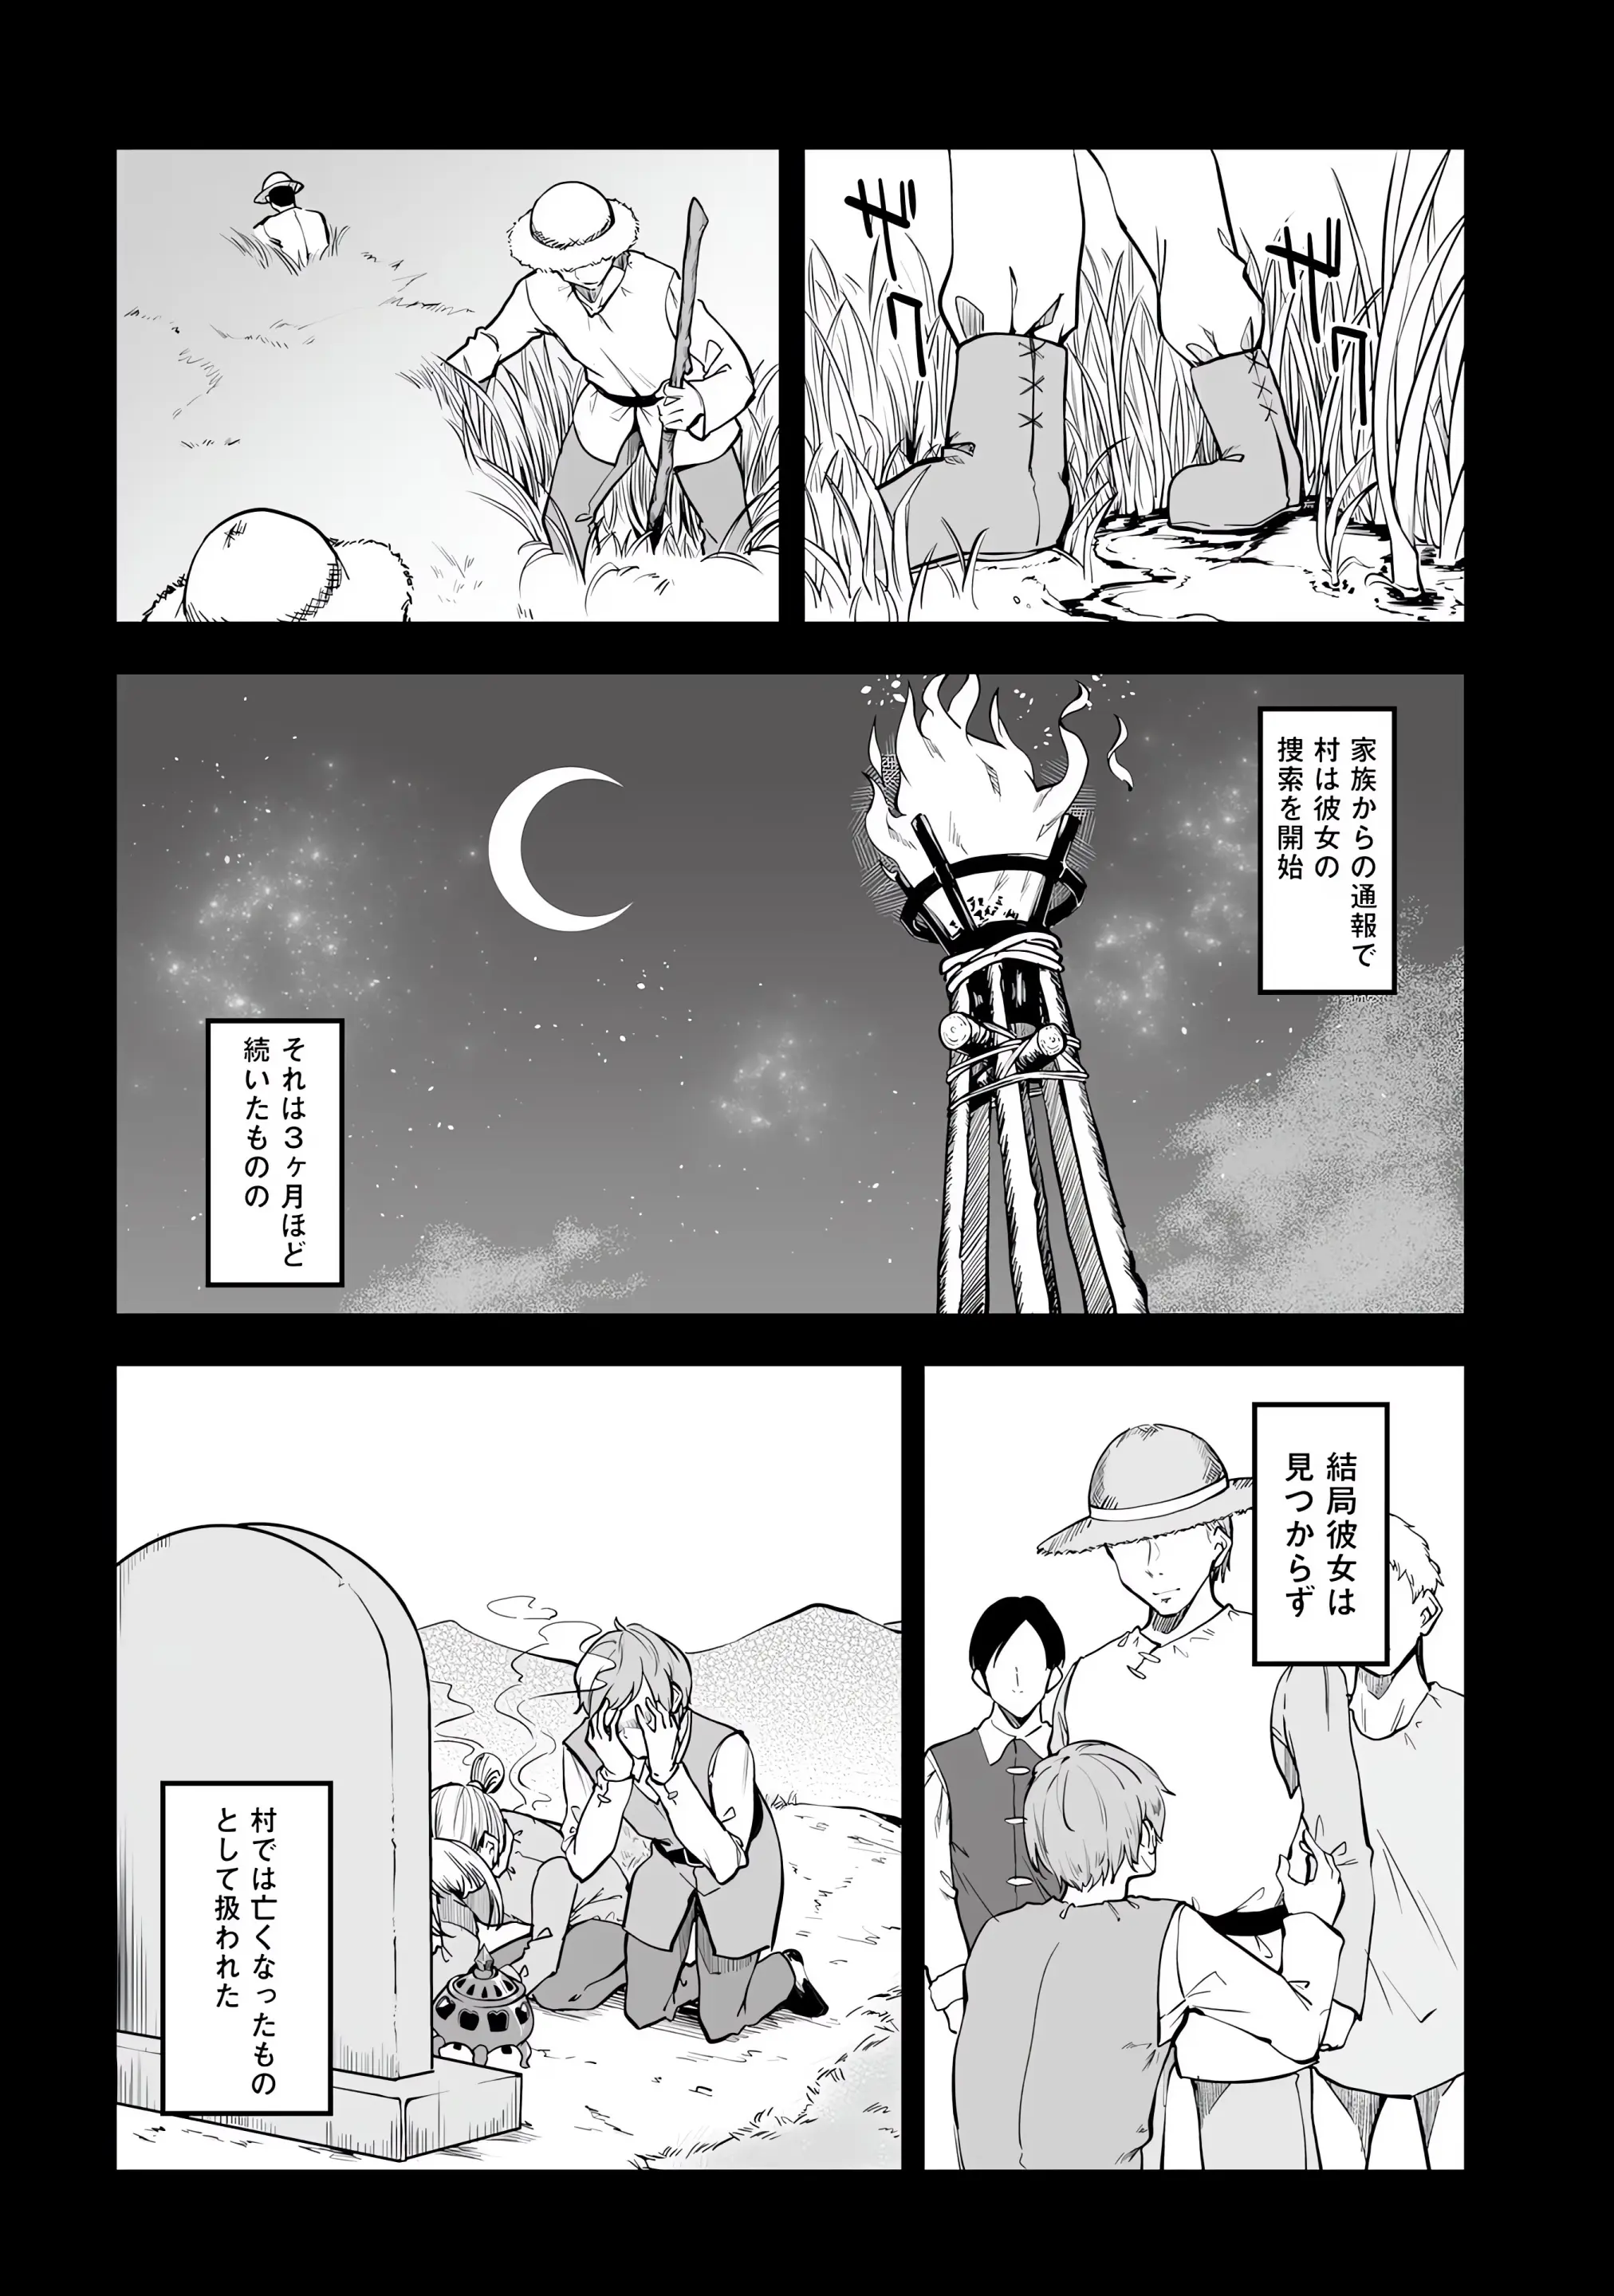 ザッ
ザッ
家族からの通報で
村は彼女の
捜索を開始
それは3ヶ月ほど
続いたものの
結局彼女は
見つからず
村では亡くなったもの
として扱われた